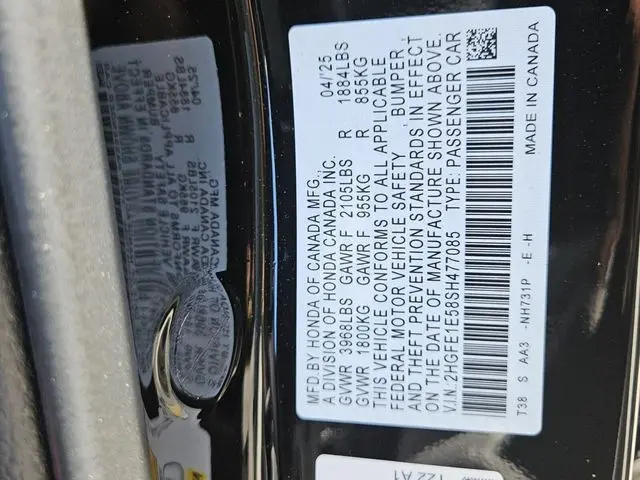 MFD.BY HONDA OF CANADA MFG.,
A DIVISION OF HONDA CANADA INC. 04/'25
GVWR 3968LBS GAWR F 2105LBS R 1884LBS
GVWR 1800KG GAWR F 955KG R 855KG
THIS VEHICLE CONFORMS TO ALL APPLICABLE
FEDERAL MOTOR VEHICLE SAFETY, BUMPER,
AND THEFT PREVENTION STANDARDS IN EFFECT
ON THE DATE OF MANUFACTURE SHOWN ABOVE.
V.I.N. 2HGFE1E58SH477085 TYPE: PASSENGER CAR
T38 S AA3 -NH731P -E -H
MADE IN CANADA
122 A1